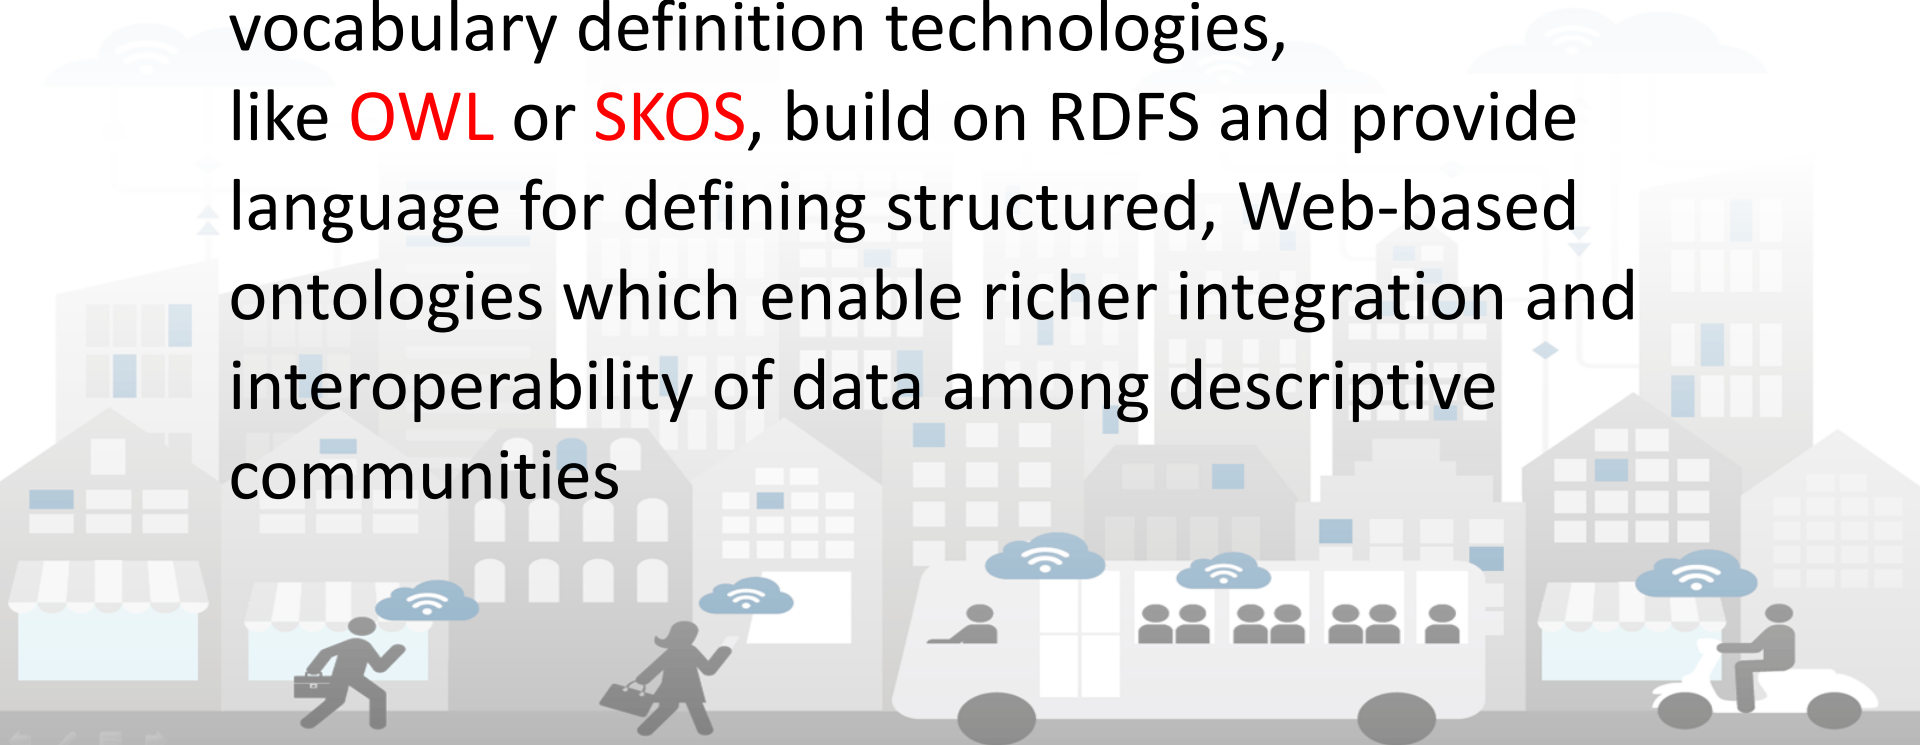 vocabulary definition technologies,
like OWL or SKOS, build on RDFS and provide
language for defining structured, Web-based
ontologies which enable richer integration and
interoperability of data among descriptive
communities